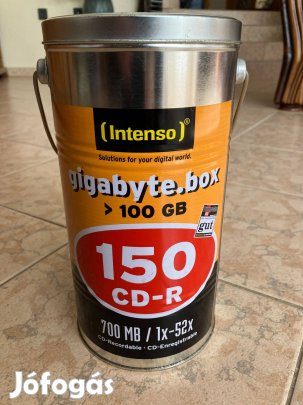 (Intenso)®
Solutions for your digital world.
gigabyte.box
> 100 GB
gut
150
CD-R
700 MB / 1x-52x
CD-Recordable · CD-Enregistrable
Jófogás